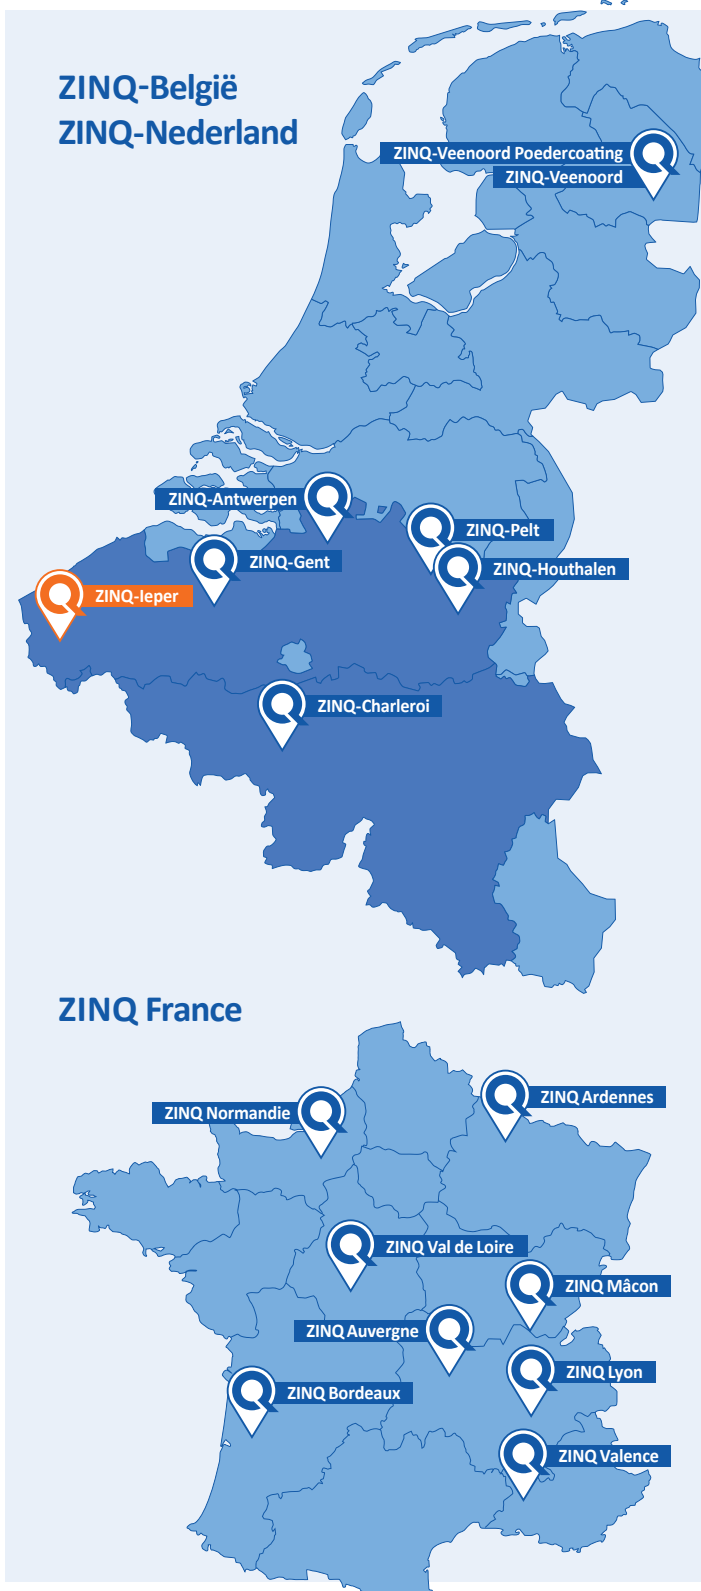 ZINQ-België
ZINQ-Nederland
ZINQ-Veenoord Poedercoating
ZINQ-Veenoord
ZINQ-Antwerpen
ZINQ-Pelt
ZINQ-Gent
ZINQ-Houthalen
ZINQ-Ieper
ZINQ-Charleroi
ZINQ France
ZINQ Ardennes
ZINQ Normandie
ZINQ Val de Loire
ZINQ Mâcon
ZINQ Auvergne
ZINQ Lyon
ZINQ Bordeaux
ZINQ Valence